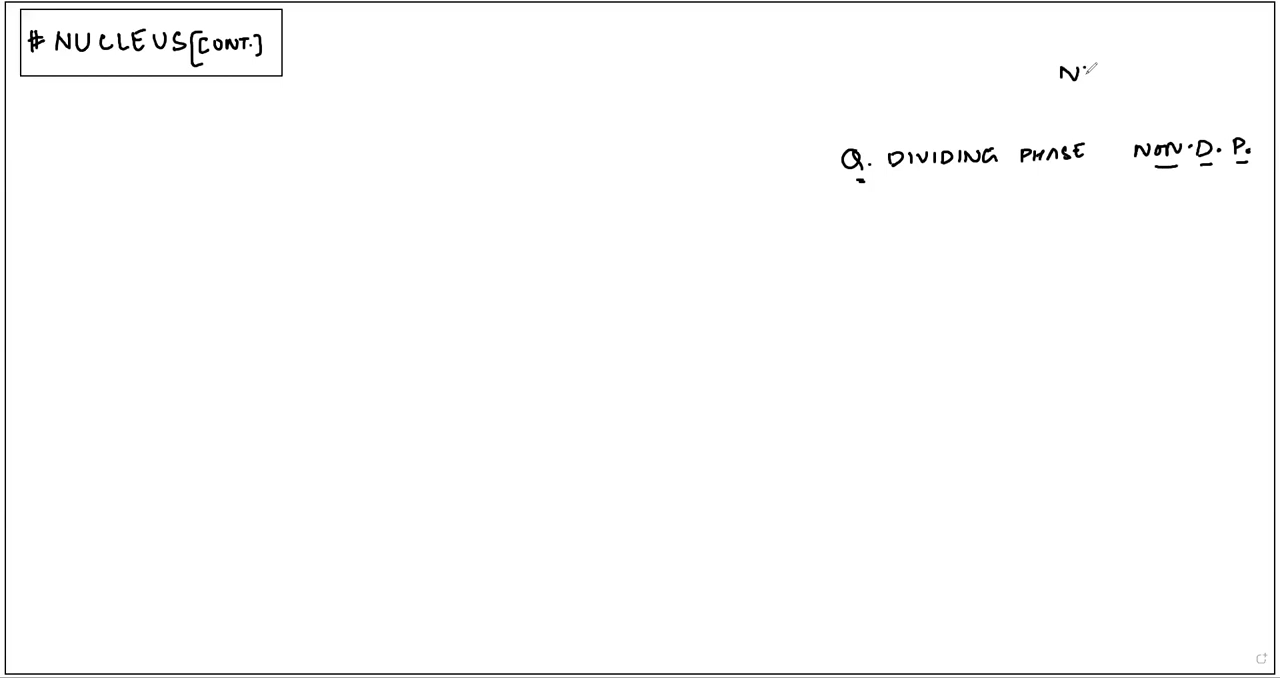 # NUCLEUS [CONT.]
N.
Q. DIVIDING PHASE NON. D. P.